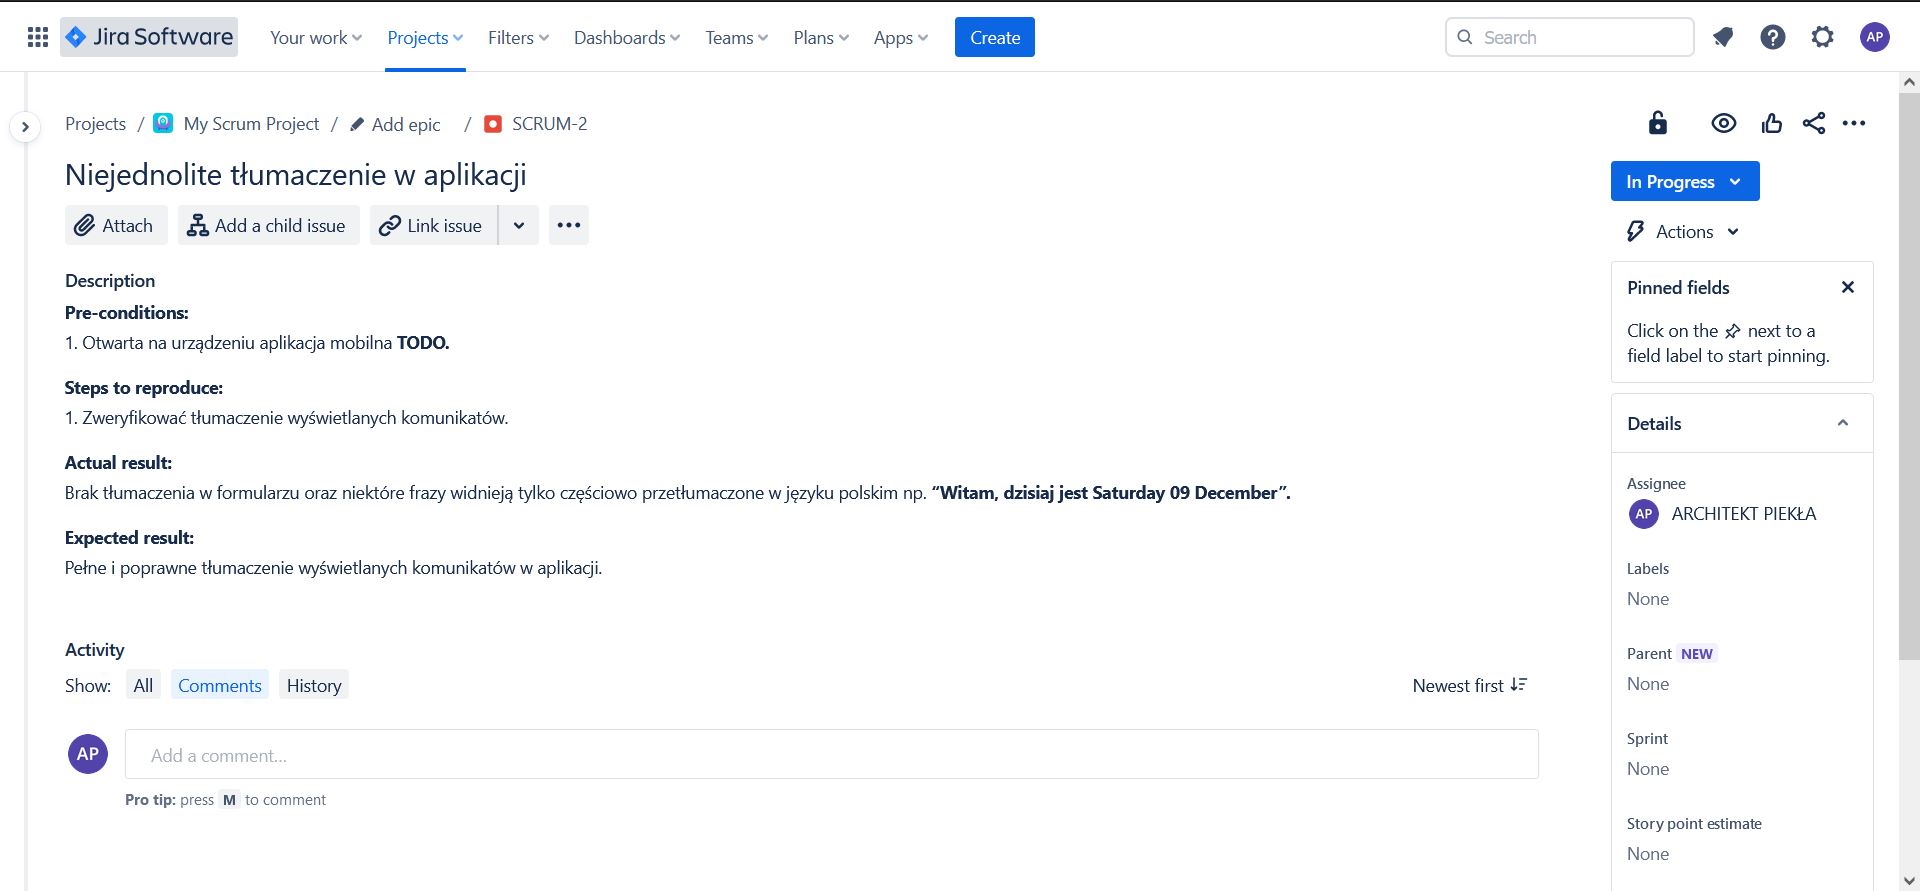 Jira Software Your work Projects Filters Dashboards Teams Plans Apps Create Search AP
Projects / My Scrum Project / Add epic / SCRUM-2
Niejednolite tłumaczenie w aplikacji
Attach Add a child issue Link issue
Description
Pre-conditions:
1. Otwarta na urządzeniu aplikacja mobilna TODO.
Steps to reproduce:
1. Zweryfikować tłumaczenie wyświetlanych komunikatów.
Actual result:
Brak tłumaczenia w formularzu oraz niektóre frazy widnieją tylko częściowo przetłumaczone w języku polskim np. “Witam, dzisiaj jest Saturday 09 December”.
Expected result:
Pełne i poprawne tłumaczenie wyświetlanych komunikatów w aplikacji.
Activity
Show: All Comments History Newest first
AP Add a comment...
Pro tip: press M to comment
In Progress
Actions
Pinned fields
Click on the next to a
field label to start pinning.
Details
Assignee
AP ARCHITEKT PIEKŁA
Labels
None
Parent NEW
None
Sprint
None
Story point estimate
None